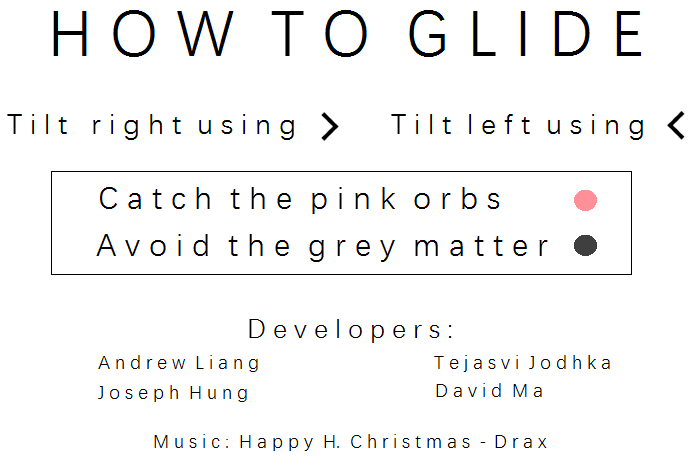 HOW TO GLIDE
Tilt right using > Tilt left using <
Catch the pink orbs
Avoid the grey matter
Developers:
Andrew Liang Tejasvi Jodhka
Joseph Hung David Ma
Music: Happy H. Christmas - Drax